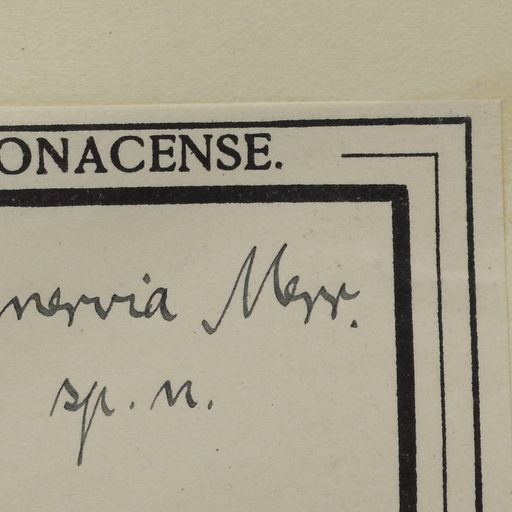 ONACENSE.
nervia Merr.
sp. n.